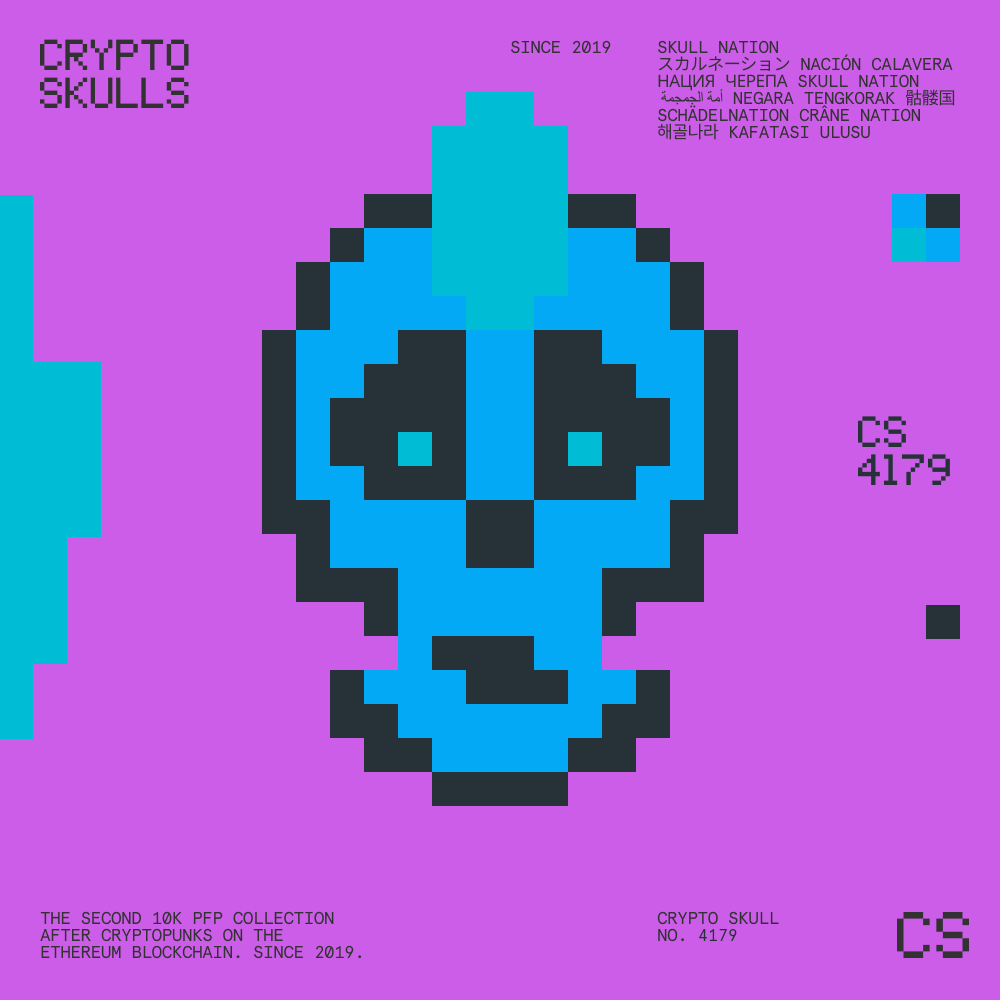 CRYPTO
SKULLS
SINCE 2019
SKULL NATION
スカルネーション NACIÓN CALAVERA
НАЦИЯ ЧЕРЕПА SKULL NATION
أمة الجمجمة NEGARA TENGKORAK 骷髅国
SCHÄDELNATION CRÂNE NATION
해골나라 KAFATASI ULUSU
CS
4179
THE SECOND 10K PFP COLLECTION
AFTER CRYPTOPUNKS ON THE
ETHEREUM BLOCKCHAIN. SINCE 2019.
CRYPTO SKULL
NO. 4179
CS